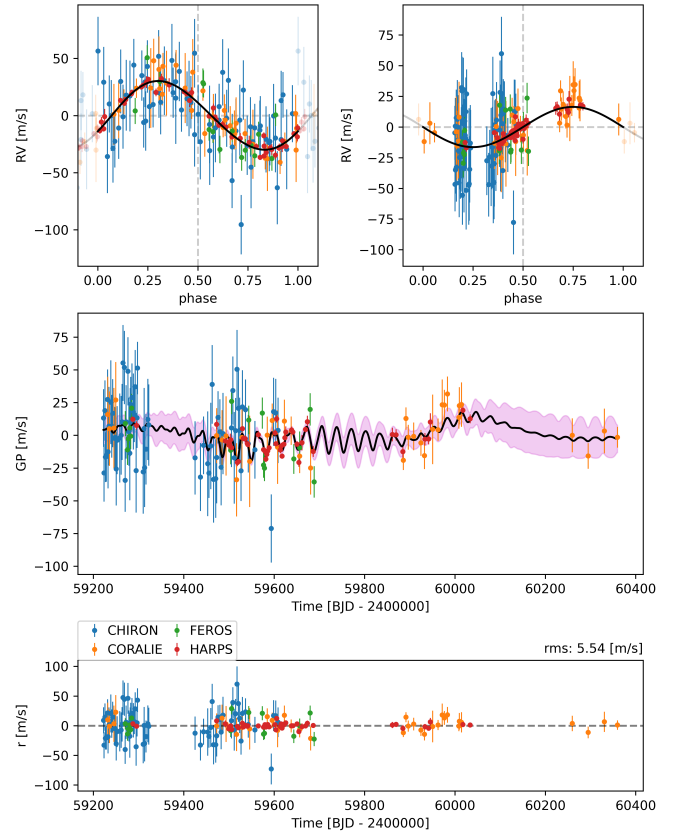 50
0
−50
−100
RV [m/s]
0.00 0.25 0.50 0.75 1.00
phase
75
50
25
0
−25
−50
−75
−100
RV [m/s]
0.00 0.25 0.50 0.75 1.00
phase
75
50
25
0
−25
−50
−75
−100
GP [m/s]
59200 59400 59600 59800 60000 60200 60400
Time [BJD - 2400000]
CHIRON FEROS
CORALIE HARPS
rms: 5.54 [m/s]
100
50
0
−50
−100
r [m/s]
59200 59400 59600 59800 60000 60200 60400
Time [BJD - 2400000]